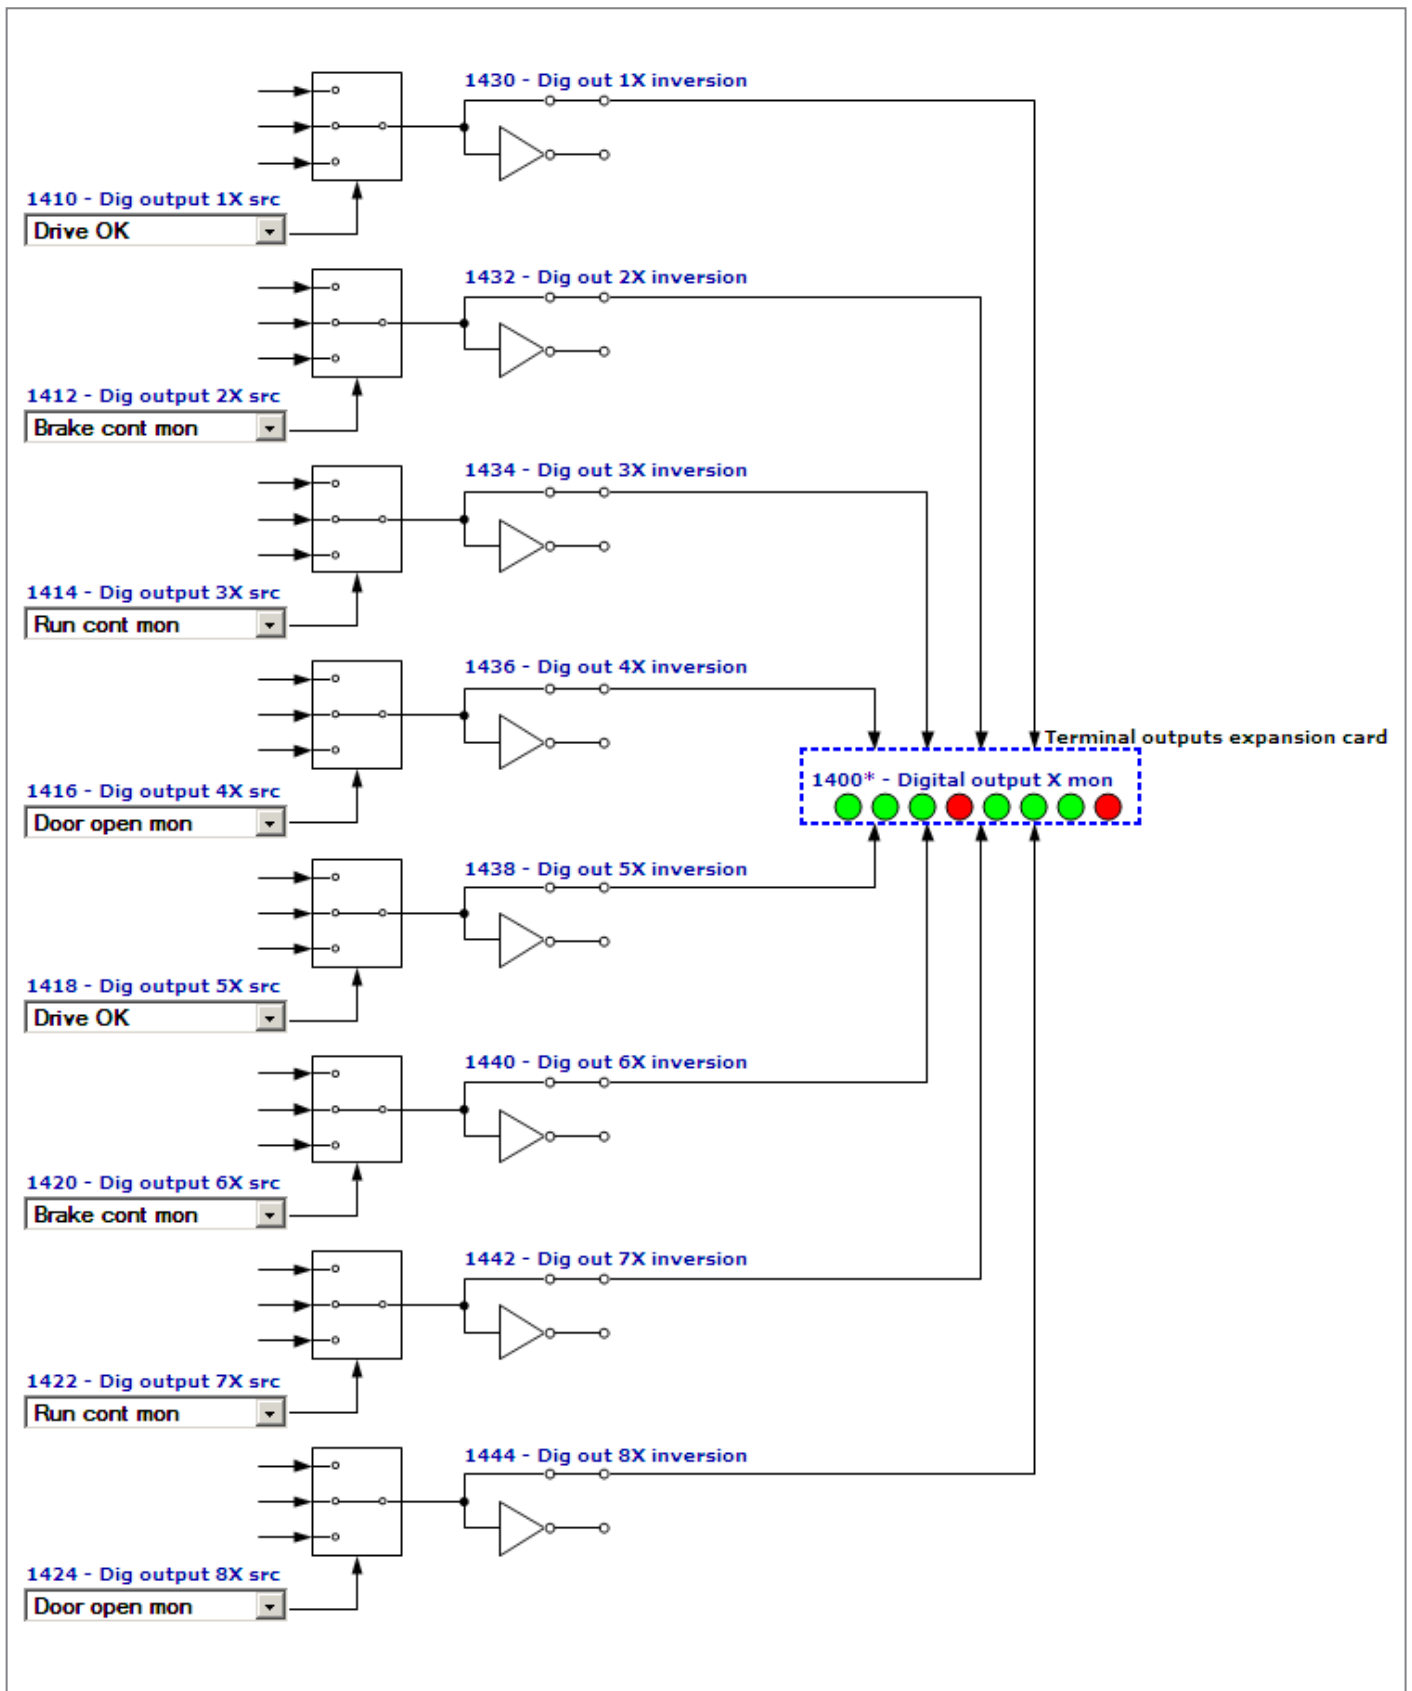 1430 - Dig out 1X inversion
1410 - Dig output 1X src
Drive OK
1432 - Dig out 2X inversion
1412 - Dig output 2X src
Brake cont mon
1434 - Dig out 3X inversion
1414 - Dig output 3X src
Run cont mon
1436 - Dig out 4X inversion
Terminal outputs expansion card
1400* - Digital output X mon
1416 - Dig output 4X src
Door open mon
1438 - Dig out 5X inversion
1418 - Dig output 5X src
Drive OK
1440 - Dig out 6X inversion
1420 - Dig output 6X src
Brake cont mon
1442 - Dig out 7X inversion
1422 - Dig output 7X src
Run cont mon
1444 - Dig out 8X inversion
1424 - Dig output 8X src
Door open mon